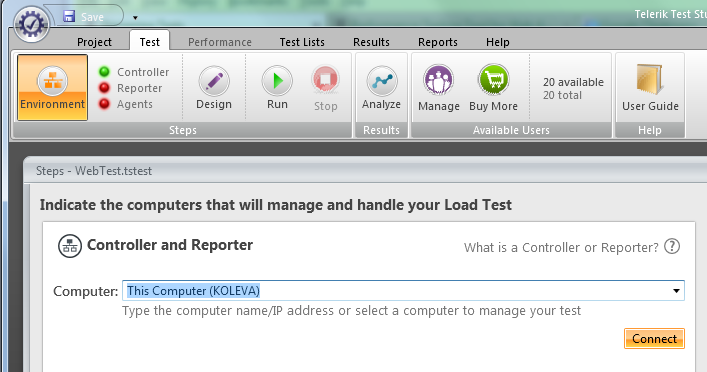 Save
Telerik Test Stu
Project Test Performance Test Lists Results Reports Help
Environment
Controller
Reporter
Agents
Design
Run
Stop
Analyze
Manage
Buy More
20 available
20 total
User Guide
Steps Results Available Users Help
Steps - WebTest.tstest
Indicate the computers that will manage and handle your Load Test
Controller and Reporter What is a Controller or Reporter? ?
Computer: This Computer (KOLEVA)
Type the computer name/IP address or select a computer to manage your test
Connect